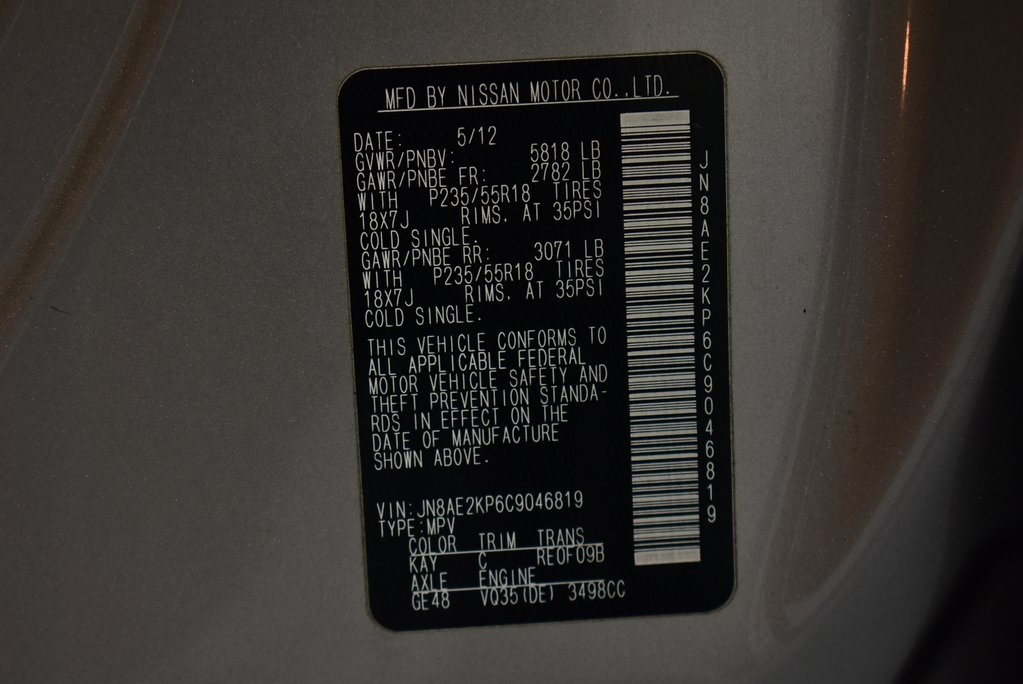 MFD BY NISSAN MOTOR CO.,LTD.
DATE: 5/12
GVWR/PNBV: 5818 LB
GAWR/PNBE FR: 2782 LB
WITH P235/55R18 TIRES
18X7J RIMS, AT 35PSI
COLD SINGLE.
GAWR/PNBE RR: 3071 LB
WITH P235/55R18 TIRES
18X7J RIMS, AT 35PSI
COLD SINGLE.
THIS VEHICLE CONFORMS TO
ALL APPLICABLE FEDERAL
MOTOR VEHICLE SAFETY AND
THEFT PREVENTION STANDA-
RDS IN EFFECT ON THE
DATE OF MANUFACTURE
SHOWN ABOVE.
VIN:JN8AE2KP6C9046819
TYPE:MPV
COLOR TRIM TRANS
KAY C RE0F09B
AXLE ENGINE
GE48 VQ35(DE) 3498CC
JN8AE2KP6C9046819